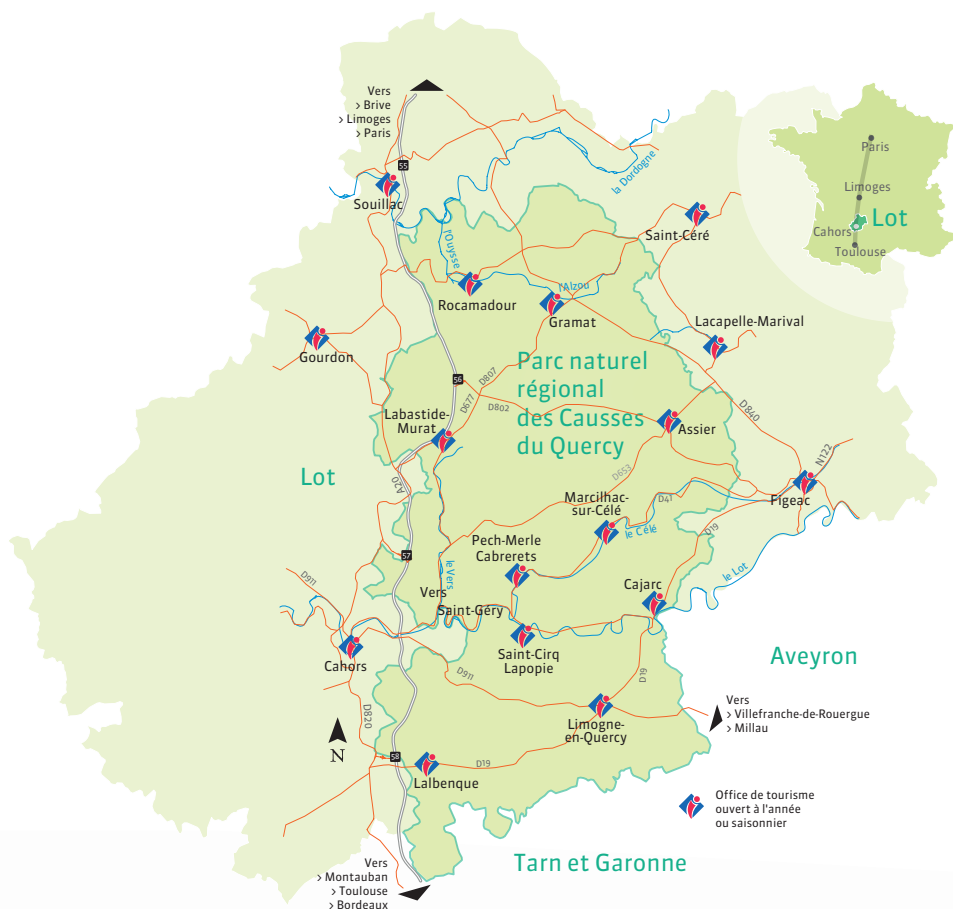 Vers
> Brive
> Limoges
> Paris
55
Souillac
la Dordogne
l'Ouysse
Saint-Céré
Paris
Limoges
Lot
Cahors
Toulouse
Rocamadour
l'Alzou
Gramat
Lacapelle-Marival
Gourdon
56
D807
D677
D802
Parc naturel
régional
des Causses
du Quercy
D840
Labastide-
Murat
Assier
Lot
A20
D653
N122
Figeac
Marcilhac-
sur-Célé
D41
le Célé
D19
le Lot
57
Pech-Merle
Cabrerets
le Vers
Vers
Saint-Géry
Cajarc
D911
Cahors
Saint-Cirq
Lapopie
Aveyron
D911
D19
D820
N
Limogne-
en-Quercy
Vers
> Villefranche-de-Rouergue
> Millau
58
D19
Lalbenque
Office de tourisme
ouvert à l'année
ou saisonnier
Tarn et Garonne
Vers
> Montauban
> Toulouse
> Bordeaux